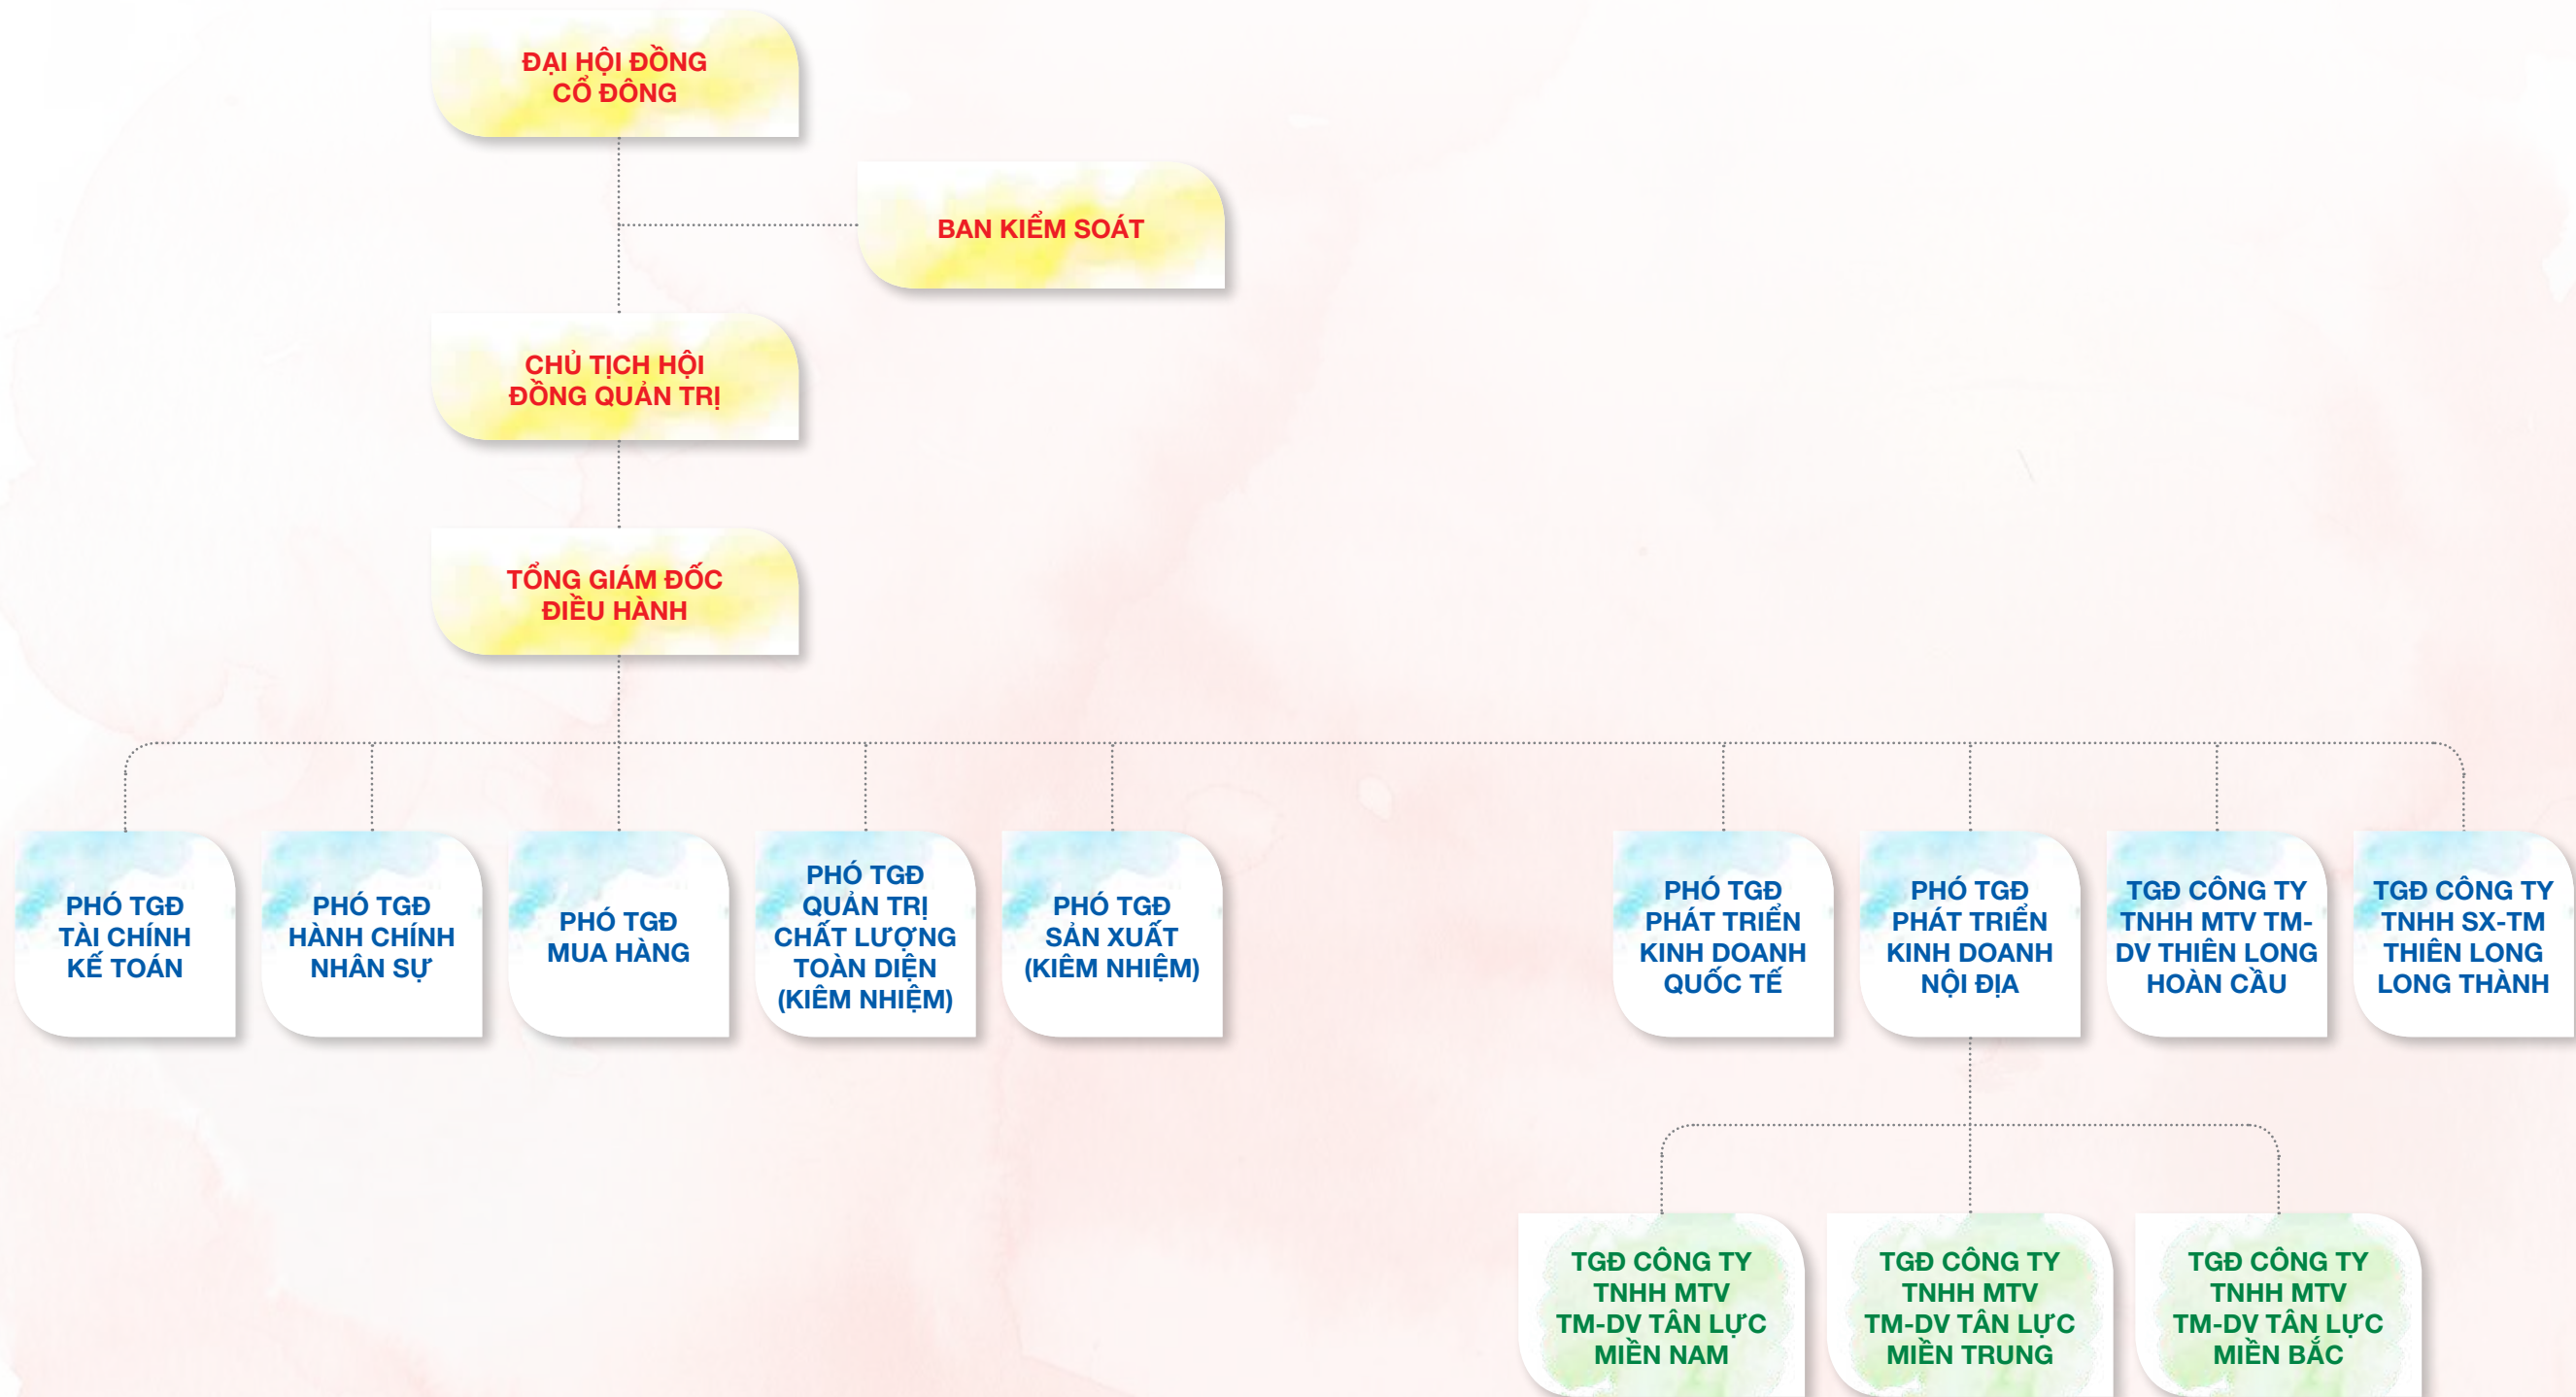 ĐẠI HỘI ĐỒNG
CỔ ĐÔNG
BAN KIỂM SOÁT
CHỦ TỊCH HỘI
ĐỒNG QUẢN TRỊ
TỔNG GIÁM ĐỐC
ĐIỀU HÀNH
PHÓ TGĐ
TÀI CHÍNH
KẾ TOÁN
PHÓ TGĐ
HÀNH CHÍNH
NHÂN SỰ
PHÓ TGĐ
MUA HÀNG
PHÓ TGĐ
QUẢN TRỊ
CHẤT LƯỢNG
TOÀN DIỆN
(KIÊM NHIỆM)
PHÓ TGĐ
SẢN XUẤT
(KIÊM NHIỆM)
PHÓ TGĐ
PHÁT TRIỂN
KINH DOANH
QUỐC TẾ
PHÓ TGĐ
PHÁT TRIỂN
KINH DOANH
NỘI ĐỊA
TGĐ CÔNG TY
TNHH MTV TM-
DV THIÊN LONG
HOÀN CẦU
TGĐ CÔNG TY
TNHH SX-TM
THIÊN LONG
LONG THÀNH
TGĐ CÔNG TY
TNHH MTV
TM-DV TÂN LỰC
MIỀN NAM
TGĐ CÔNG TY
TNHH MTV
TM-DV TÂN LỰC
MIỀN TRUNG
TGĐ CÔNG TY
TNHH MTV
TM-DV TÂN LỰC
MIỀN BẮC